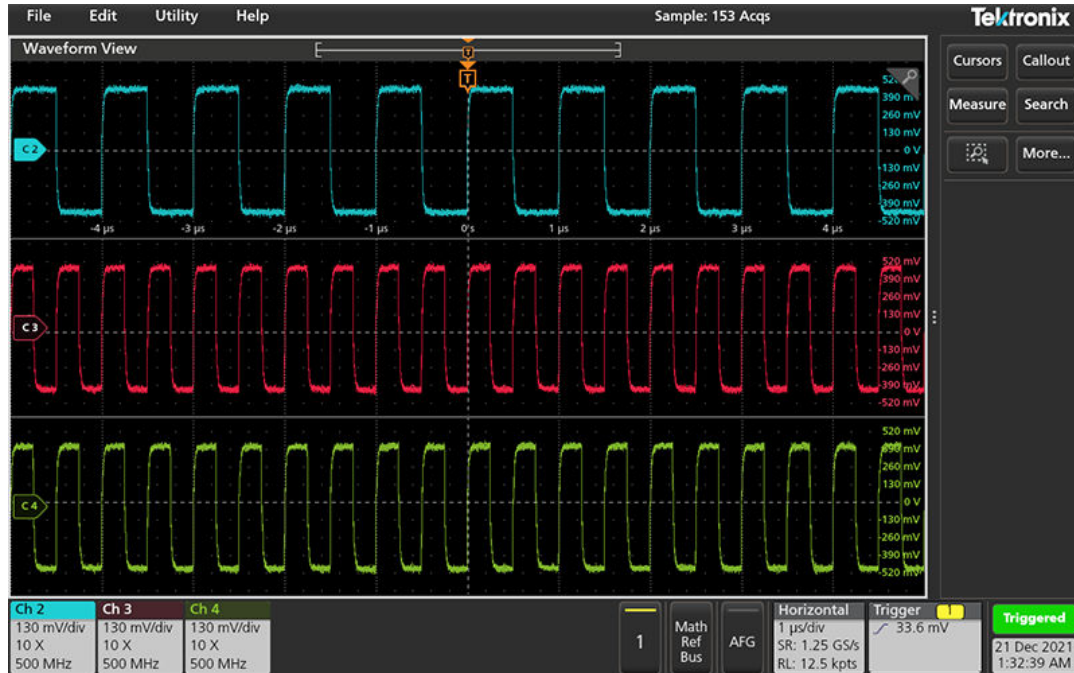 File Edit Utility Help Sample: 153 Acqs Tektronix
Waveform View
T
T
Cursors Callout
Measure Search
More...
390 m
260 mV
130 mV
0 V
-130 mV
-260 mV
-390 mV
-520 mV
C 2
-4 µs -3 µs -2 µs -1 µs 0 s 1 µs 2 µs 3 µs 4 µs
520 mV
390 mV
260 mV
130 mV
0 V
-130 mV
-260 mV
-390 mV
-520 mV
C 3
520 mV
390 mV
260 mV
130 mV
0 V
-130 mV
-260 mV
-390 mV
-520 mV
C 4
Ch 2
130 mV/div
10 X
500 MHz
Ch 3
130 mV/div
10 X
500 MHz
Ch 4
130 mV/div
10 X
500 MHz
1
Math
Ref
Bus
AFG
Horizontal
1 µs/div
SR: 1.25 GS/s
RL: 12.5 kpts
Trigger 1
33.6 mV
Triggered
21 Dec 2021
1:32:39 AM